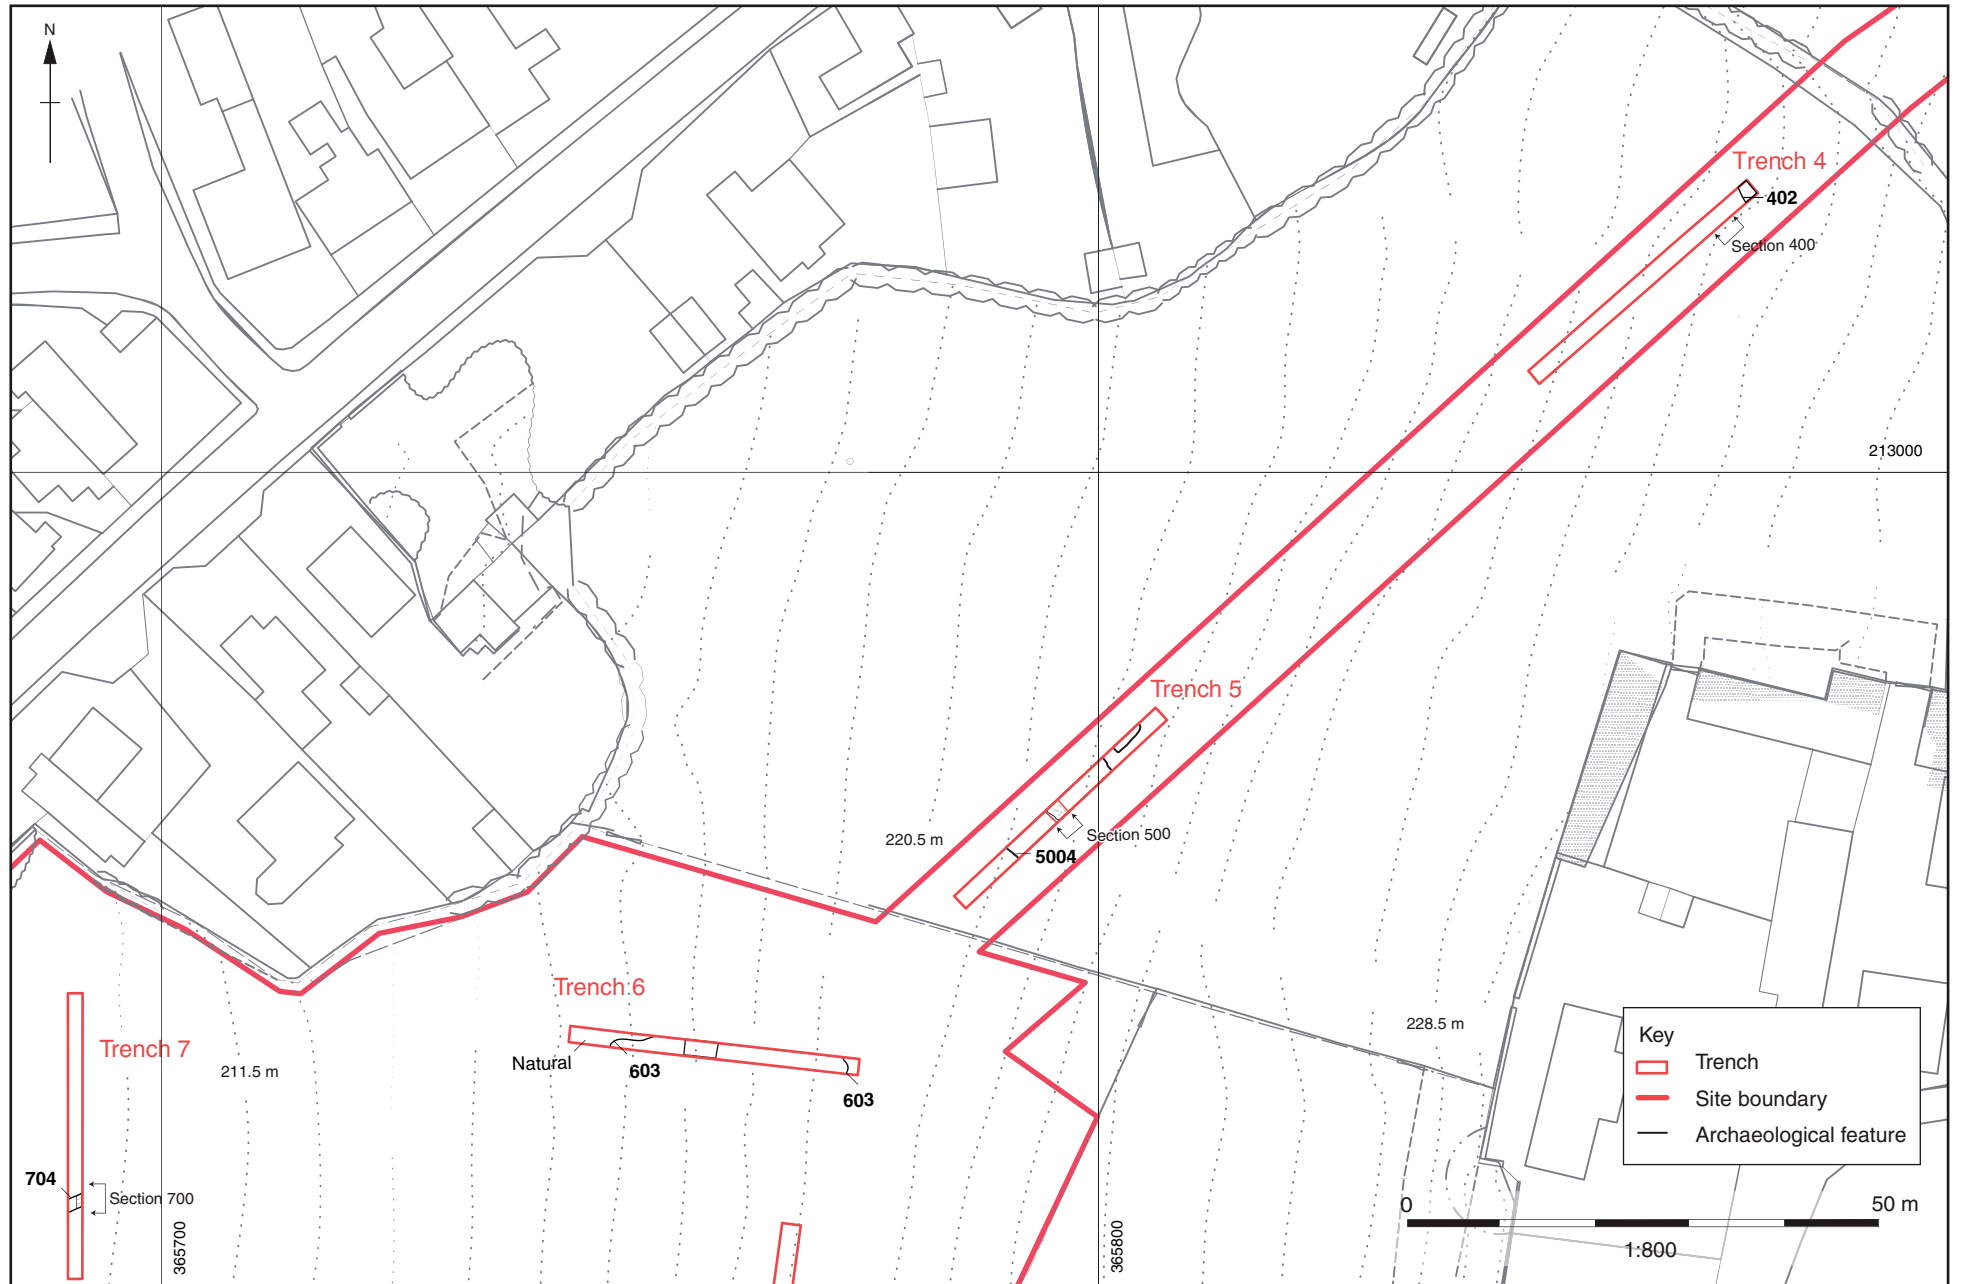 N
Trench 4
402
Section 400
213000
Trench 5
220.5 m
Section 500
5004
Trench 6
Natural
603
603
Trench 7
211.5 m
228.5 m
704
Section 700
365700
365800
Key
Trench
Site boundary
Archaeological feature
0
50 m
1:800